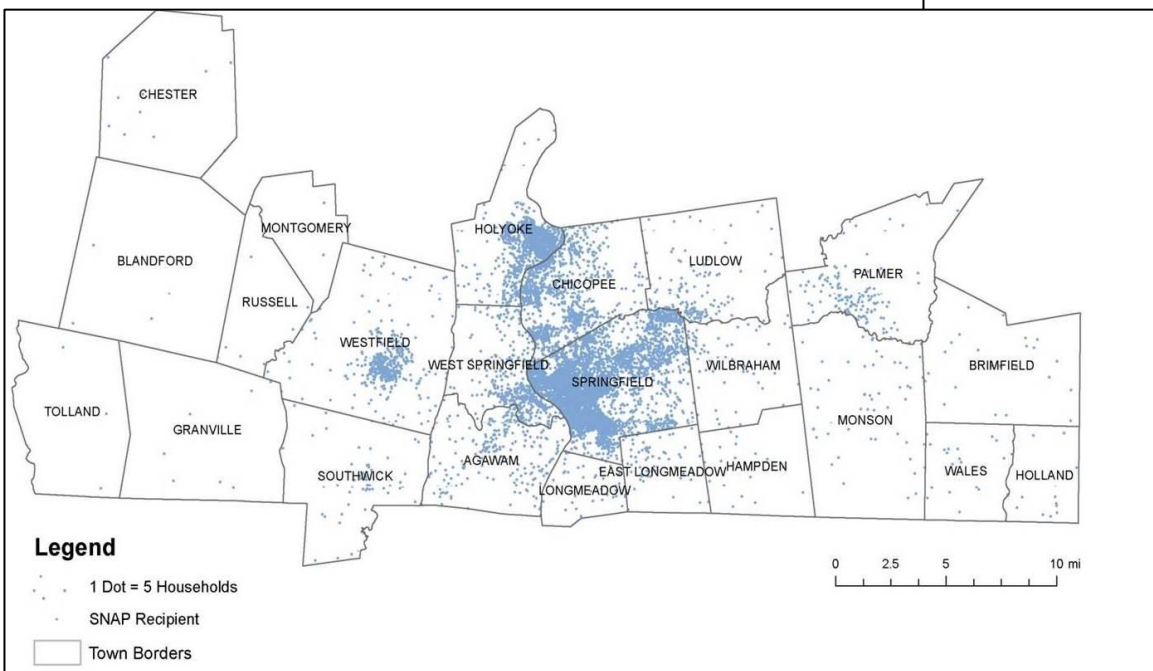 CHESTER
MONTGOMERY
HOLYOKE
BLANDFORD
CHICOPEE
LUDLOW
PALMER
RUSSELL
WESTFIELD
WEST SPRINGFIELD
SPRINGFIELD
WILBRAHAM
BRIMFIELD
TOLLAND
GRANVILLE
MONSON
SOUTHWICK
AGAWAM
LONGMEADOW
EAST LONGMEADOW
HAMPDEN
WALES
HOLLAND
Legend
1 Dot = 5 Households
SNAP Recipient
Town Borders
0 2.5 5 10 mi